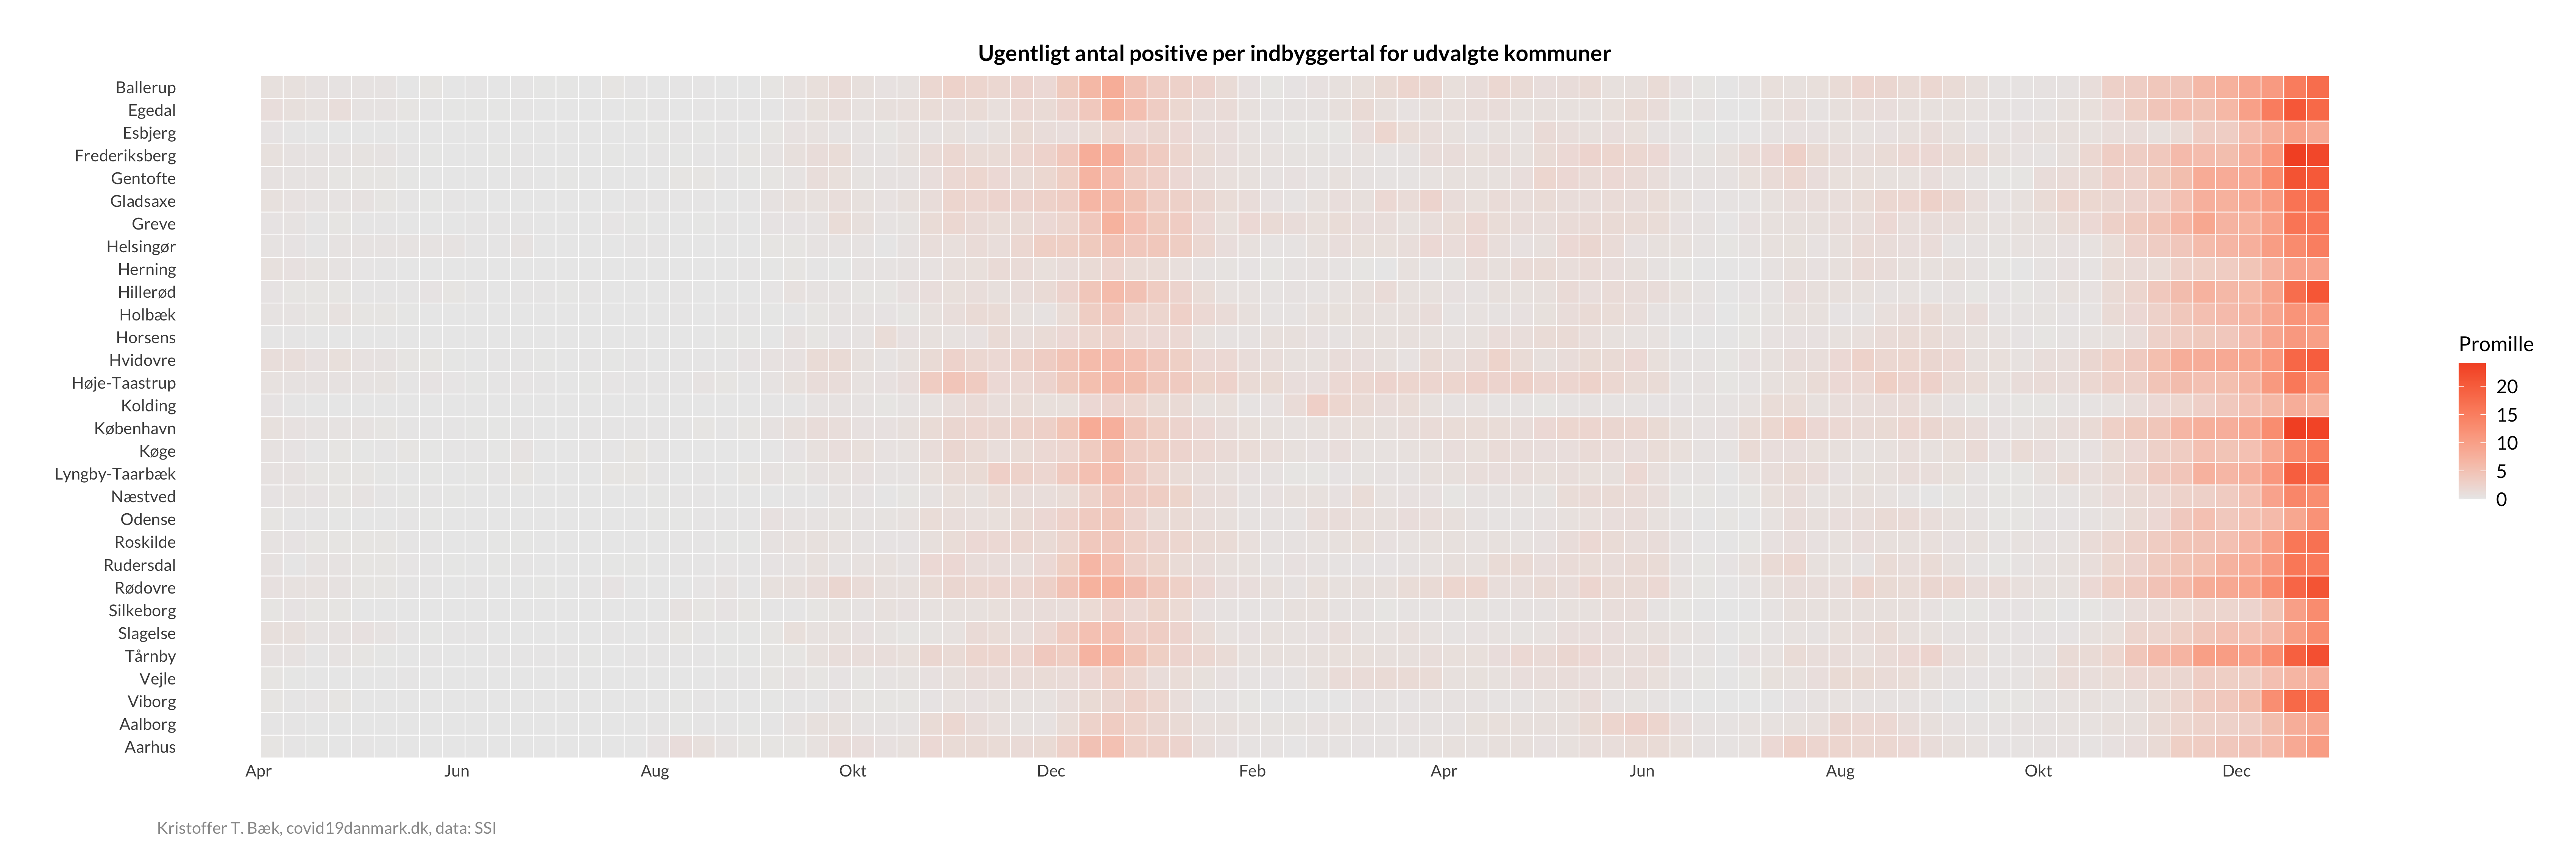 Ugentligt antal positive per indbyggertal for udvalgte kommuner
Ballerup
Egedal
Esbjerg
Frederiksberg
Gentofte
Gladsaxe
Greve
Helsingør
Herning
Hillerød
Holbæk
Horsens
Hvidovre
Høje-Taastrup
Kolding
København
Køge
Lyngby-Taarbæk
Næstved
Odense
Roskilde
Rudersdal
Rødovre
Silkeborg
Slagelse
Tårnby
Vejle
Viborg
Aalborg
Aarhus
Apr Jun Aug Okt Dec Feb Apr Jun Aug Okt Dec
Promille
20
15
10
5
0
Kristoffer T. Bæk, covid19danmark.dk, data: SSI